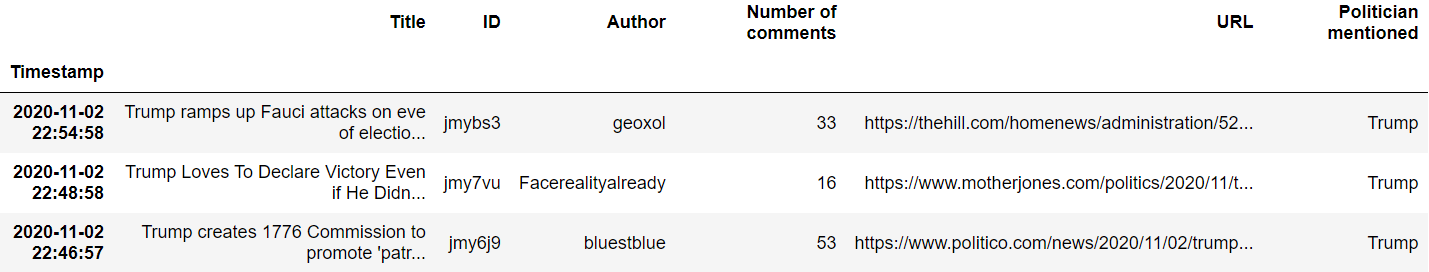 Title ID Author Number of comments URL Politician mentioned
Timestamp
2020-11-02 22:54:58 Trump ramps up Fauci attacks on eve of electio... jmybs3 geoxol 33 https://thehill.com/homenews/administration/52... Trump
2020-11-02 22:48:58 Trump Loves To Declare Victory Even if He Didn... jmy7vu Facerealityalready 16 https://www.motherjones.com/politics/2020/11/t... Trump
2020-11-02 22:46:57 Trump creates 1776 Commission to promote 'patr... jmy6j9 bluestblue 53 https://www.politico.com/news/2020/11/02/trump... Trump